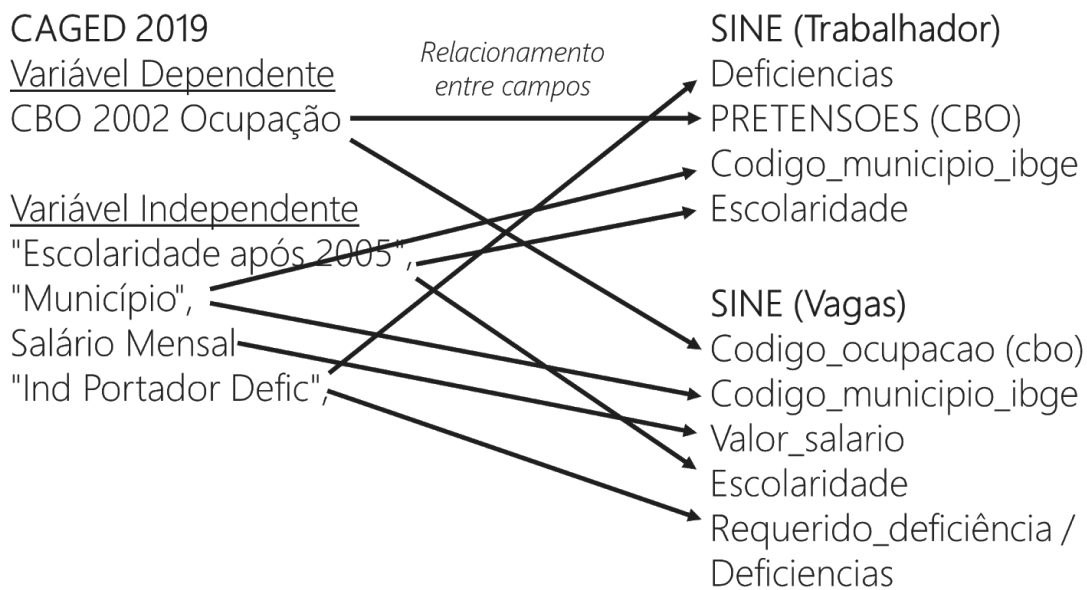 CAGED 2019
Variável Dependente
CBO 2002 Ocupação
Variável Independente
"Escolaridade após 2005",
"Município",
Salário Mensal
"Ind Portador Defic",
Relacionamento
entre campos
SINE (Trabalhador)
Deficiencias
PRETENSOES (CBO)
Codigo_municipio_ibge
Escolaridade
SINE (Vagas)
Codigo_ocupacao (cbo)
Codigo_municipio_ibge
Valor_salario
Escolaridade
Requerido_deficiência /
Deficiencias